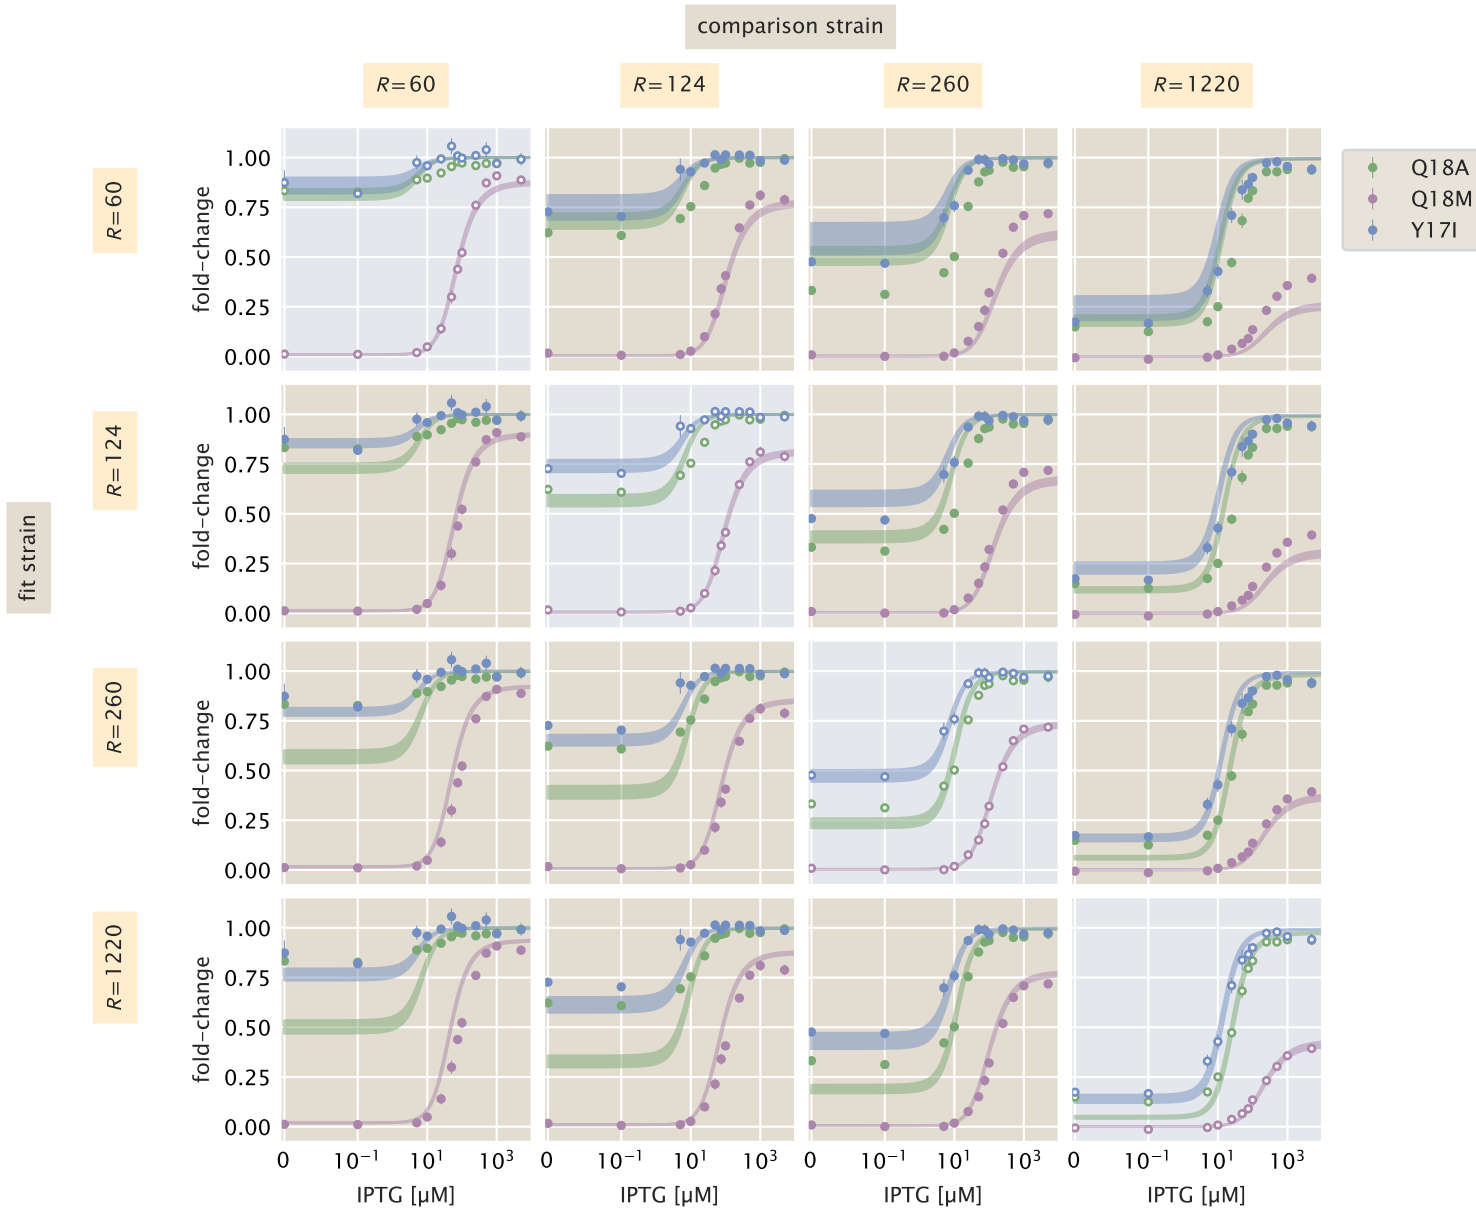 comparison strain
R=60
R=124
R=260
R=1220
fit strain
R=60
fold-change
1.00
0.75
0.50
0.25
0.00
R=124
fold-change
1.00
0.75
0.50
0.25
0.00
R=260
fold-change
1.00
0.75
0.50
0.25
0.00
R=1220
fold-change
1.00
0.75
0.50
0.25
0.00
0 10⁻¹ 10¹ 10³
0 10⁻¹ 10¹ 10³
0 10⁻¹ 10¹ 10³
0 10⁻¹ 10¹ 10³
IPTG [µM]
IPTG [µM]
IPTG [µM]
IPTG [µM]
Q18A
Q18M
Y17I